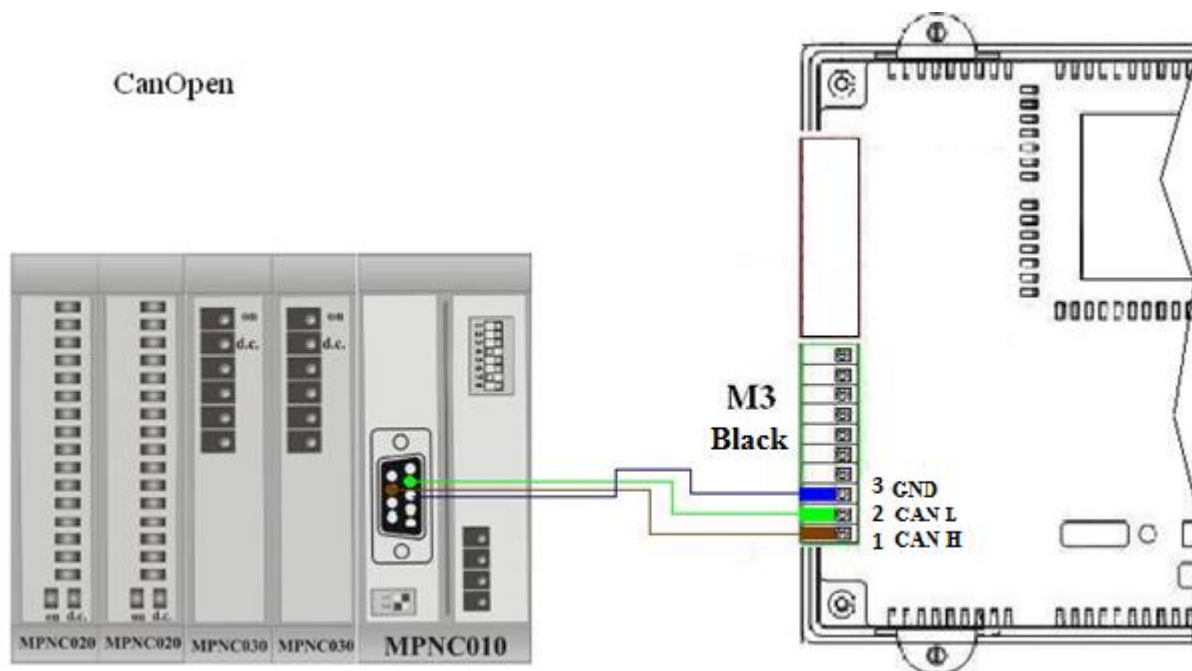 CanOpen
on
on
d.c.
d.c.
M3
Black
3 GND
2 CAN L
1 CAN H
on d.c.
on d.c.
MPNC020
MPNC020
MPNC030
MPNC030
MPNC010